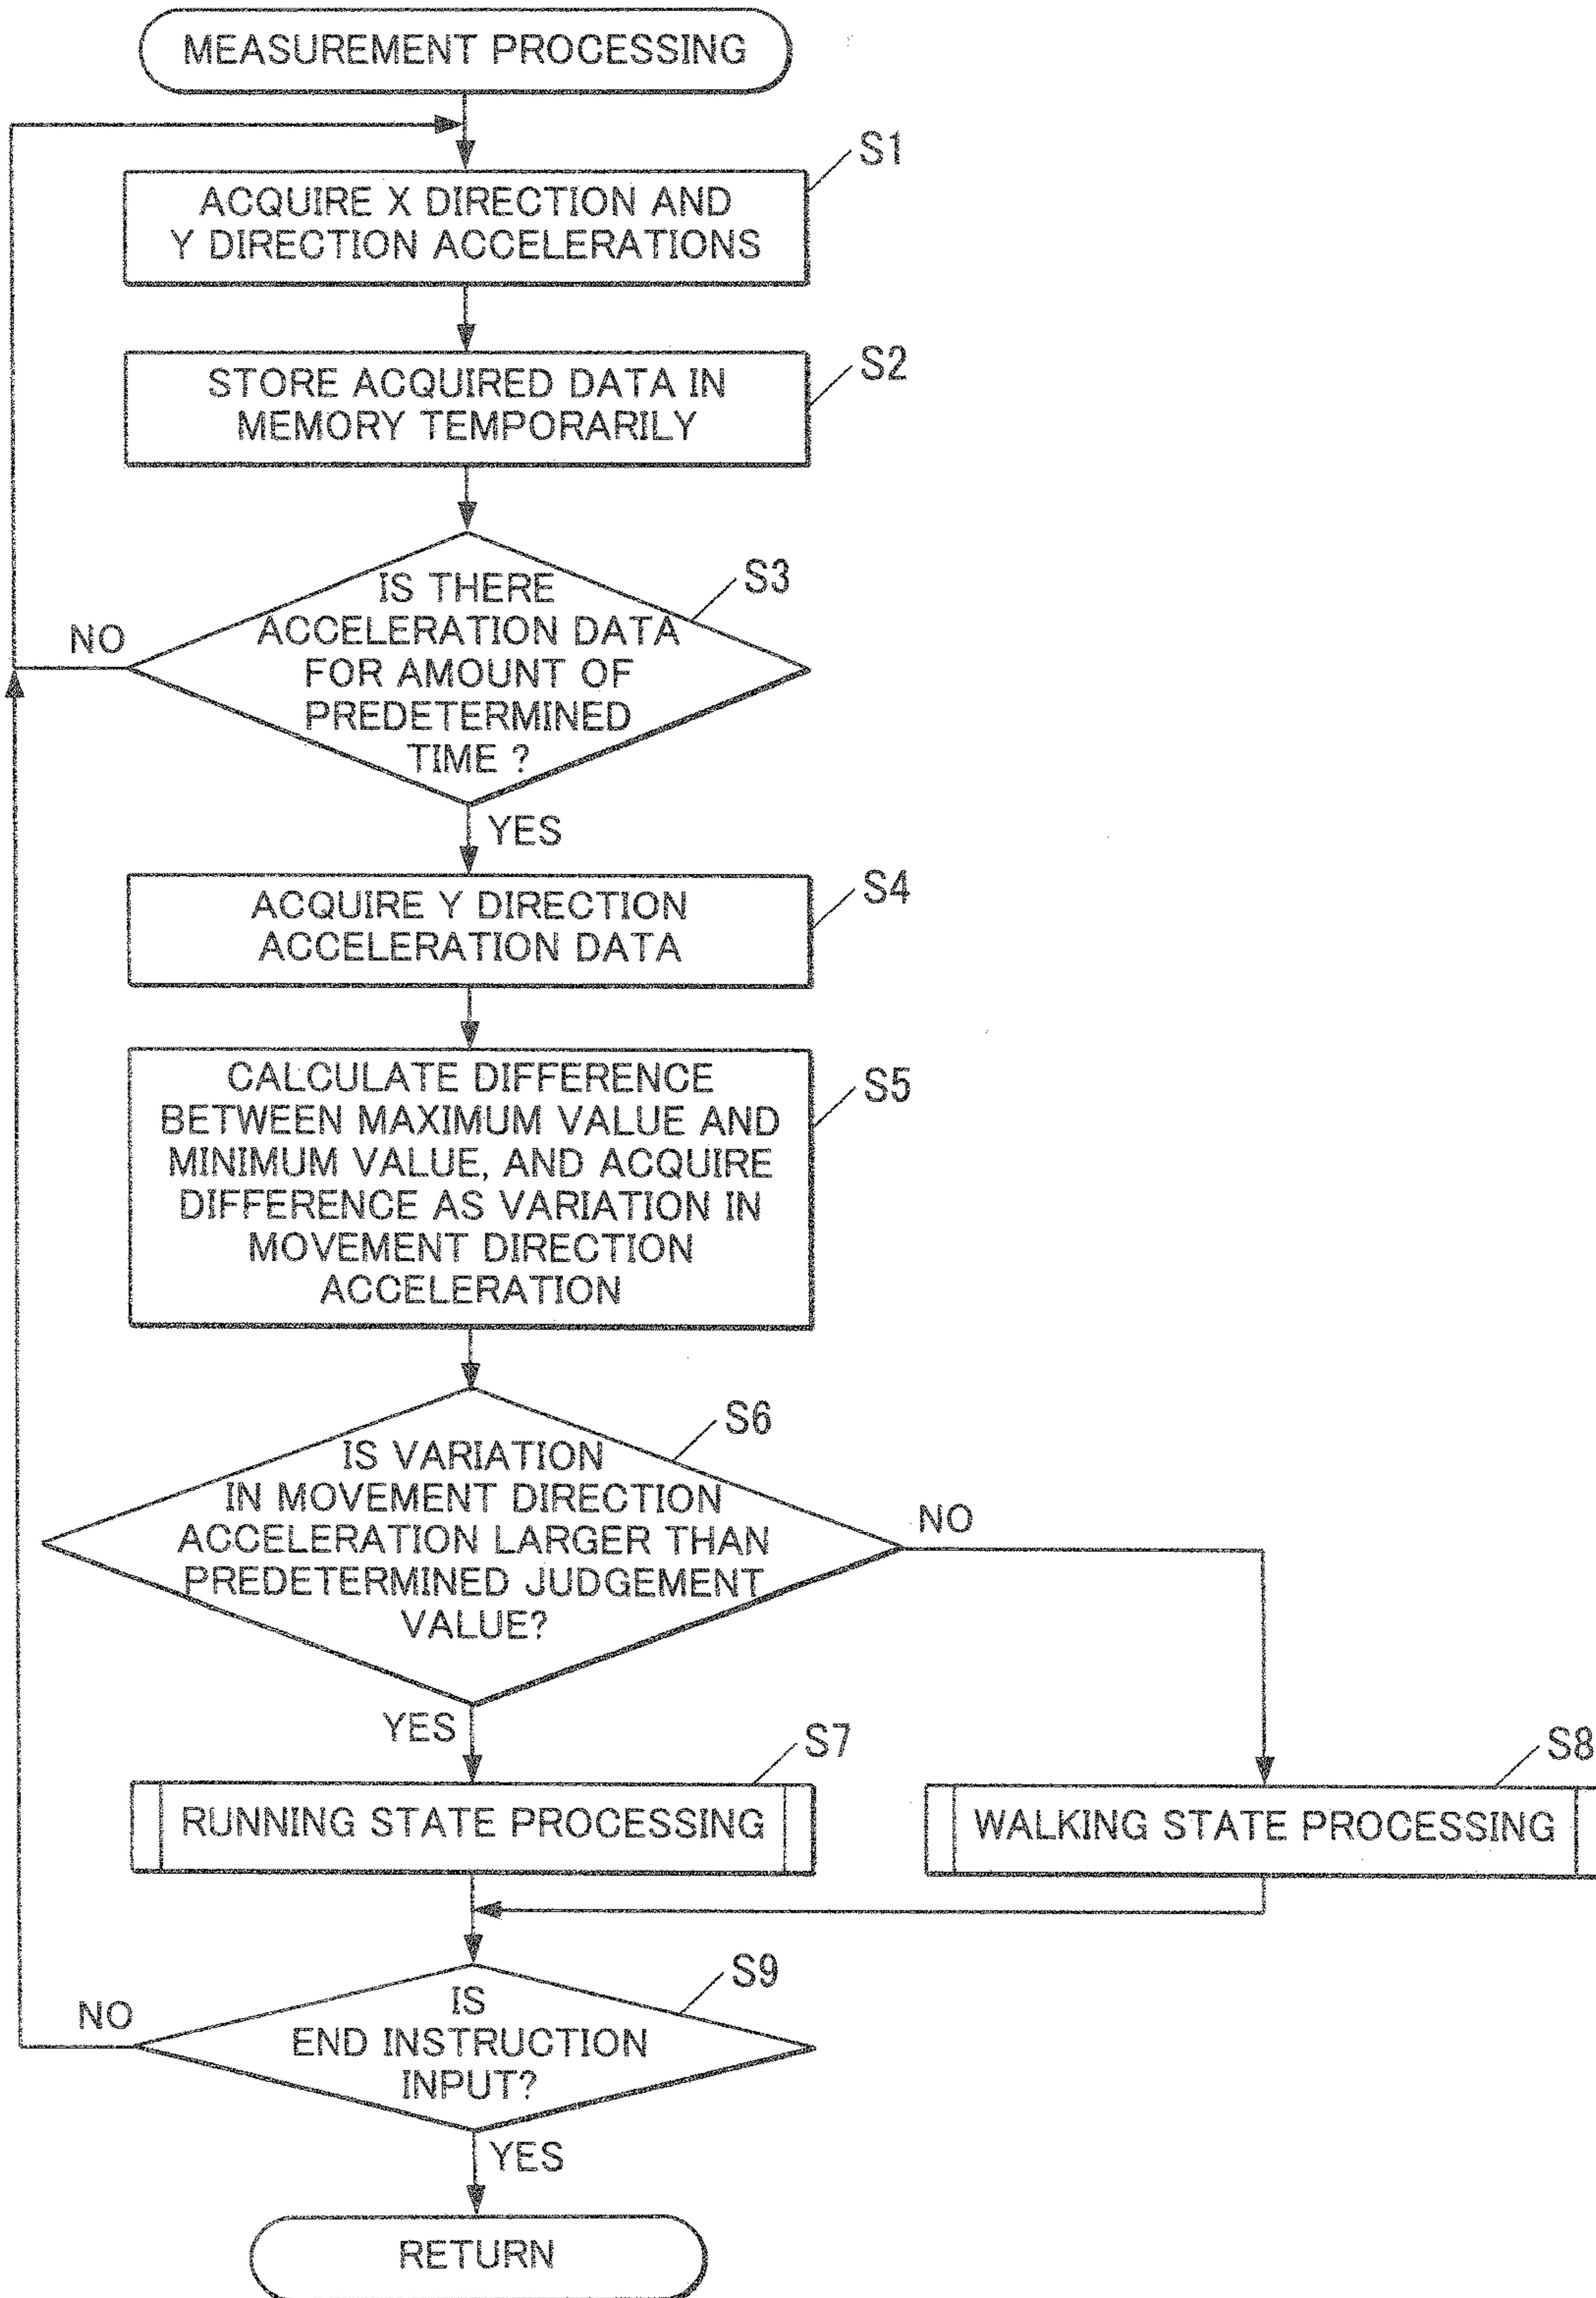 MEASUREMENT PROCESSING
S1
ACQUIRE X DIRECTION AND
Y DIRECTION ACCELERATIONS
S2
STORE ACQUIRED DATA IN
MEMORY TEMPORARILY
S3
IS THERE
ACCELERATION DATA
FOR AMOUNT OF
PREDETERMINED
TIME ?
NO
YES
S4
ACQUIRE Y DIRECTION
ACCELERATION DATA
S5
CALCULATE DIFFERENCE
BETWEEN MAXIMUM VALUE AND
MINIMUM VALUE, AND ACQUIRE
DIFFERENCE AS VARIATION IN
MOVEMENT DIRECTION
ACCELERATION
S6
IS VARIATION
IN MOVEMENT DIRECTION
ACCELERATION LARGER THAN
PREDETERMINED JUDGEMENT
VALUE?
NO
YES
S7
RUNNING STATE PROCESSING
S8
WALKING STATE PROCESSING
S9
IS
END INSTRUCTION
INPUT?
NO
YES
RETURN